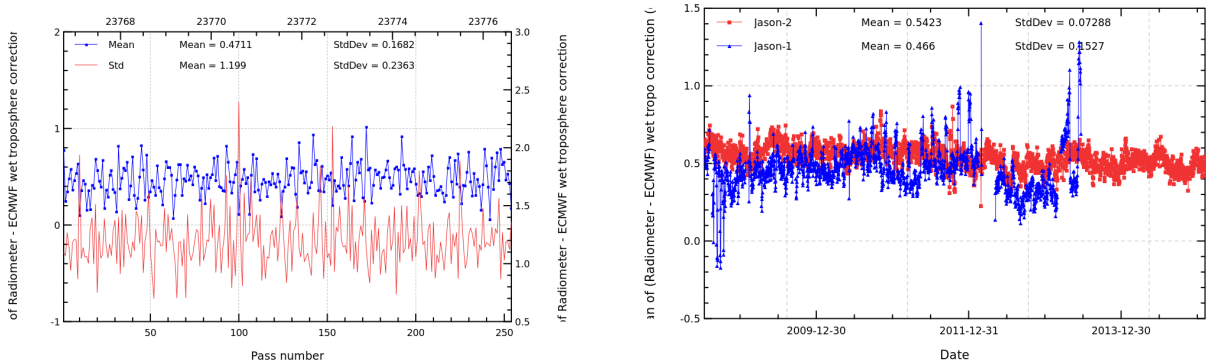 23768 23770 23772 23774 23776
2 3.0
Mean Mean = 0.4711 StdDev = 0.1682
Std Mean = 1.199 StdDev = 0.2363
2.5
1 2.0
1.5
0
1.0
-1 0.5
50 100 150 200 250
Pass number
of Radiometer - ECMWF wet troposphere correction
of Radiometer - ECMWF wet troposphere correction
1.5
Jason-2 Mean = 0.5423 StdDev = 0.07288
Jason-1 Mean = 0.466 StdDev = 0.1527
1.0
0.5
0.0
-0.5
2009-12-30 2011-12-31 2013-12-30
Date
of (Radiometer - ECMWF) wet tropo correction (